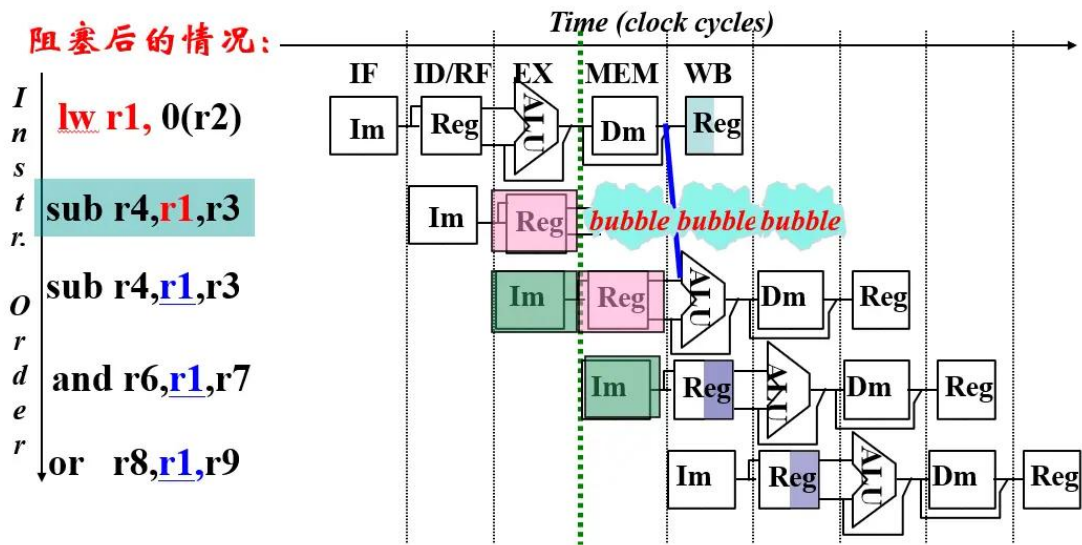 Time (clock cycles)
阻塞后的情况:
IF ID/RF EX MEM WB
Instr. Order
lw r1, 0(r2)
Im Reg ALU Dm Reg
sub r4,r1,r3
Im Reg bubble bubble bubble
sub r4,r1,r3
Im Reg ALU Dm Reg
and r6,r1,r7
Im Reg ALU Dm Reg
or r8,r1,r9
Im Reg ALU Dm Reg